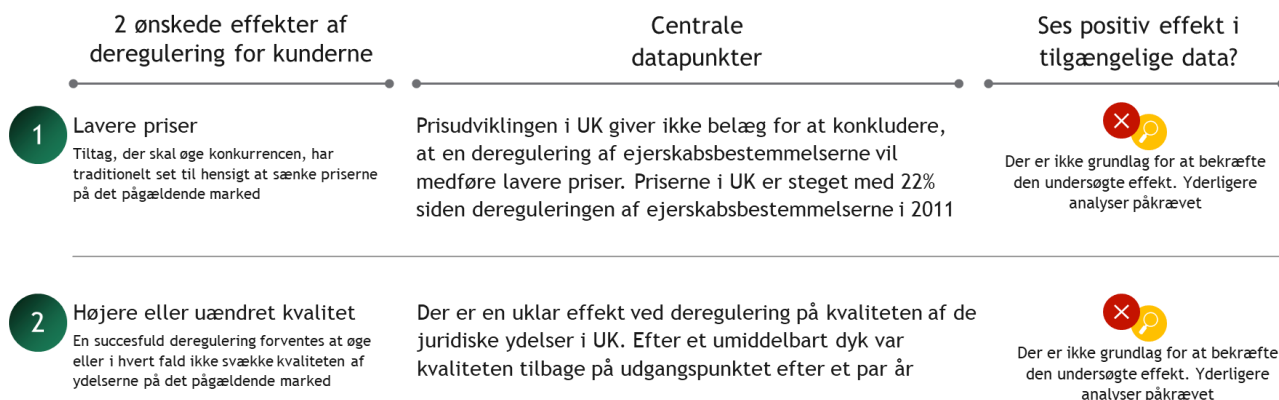 2 ønskede effekter af
deregulering for kunderne
Centrale
datapunkter
Ses positiv effekt i
tilgængelige data?
1
Lavere priser
Tiltag, der skal øge konkurrencen, har
traditionelt set til hensigt at sænke priserne
på det pågældende marked
Prisudviklingen i UK giver ikke belæg for at konkludere,
at en deregulering af ejerskabsbestemmelserne vil
medføre lavere priser. Priserne i UK er steget med 22%
siden dereguleringen af ejerskabsbestemmelserne i 2011
Der er ikke grundlag for at bekræfte
den undersøgte effekt. Yderligere
analyser påkrævet
2
Højere eller uændret kvalitet
En succesfuld deregulering forventes at øge
eller i hvert fald ikke svække kvaliteten af
ydelserne på det pågældende marked
Der er en uklar effekt ved deregulering på kvaliteten af de
juridiske ydelser i UK. Efter et umiddelbart dyk var
kvaliteten tilbage på udgangspunktet efter et par år
Der er ikke grundlag for at bekræfte
den undersøgte effekt. Yderligere
analyser påkrævet